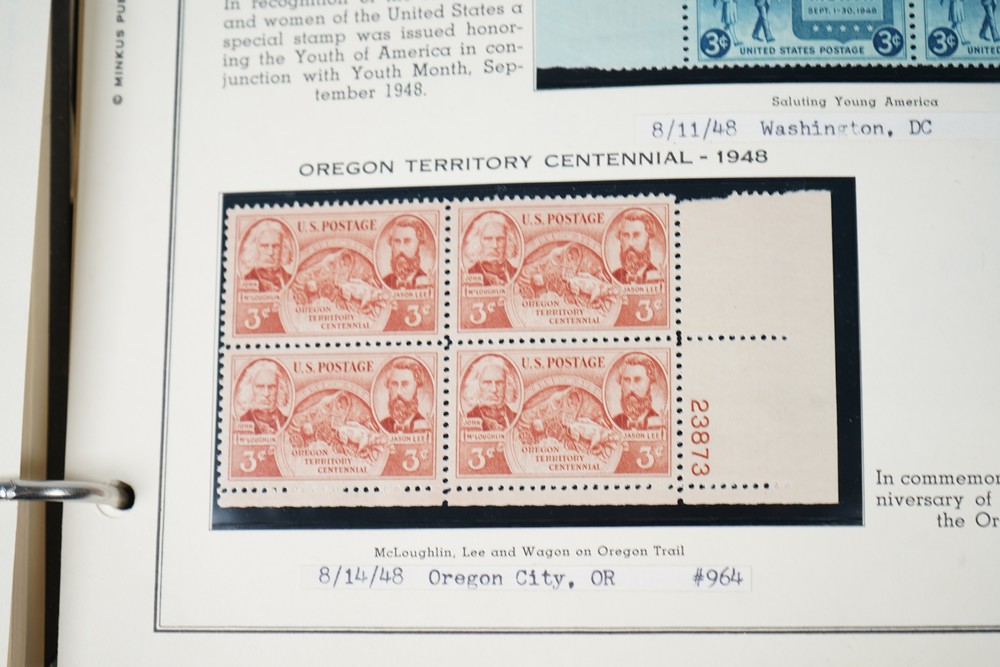 © MINKUS PUB
In recognition of the
and women of the United States a
special stamp was issued honor-
ing the Youth of America in con-
junction with Youth Month, Sep-
tember 1948.
SEPT. 1-30, 1948
3¢ UNITED STATES POSTAGE 3¢
3¢ UNITED
Saluting Young America
8/11/48 Washington, DC
OREGON TERRITORY CENTENNIAL - 1948
U.S. POSTAGE
JOHN
McLOUGHLIN
JASON LEE
3¢ OREGON TERRITORY CENTENNIAL 3¢
U.S. POSTAGE
JOHN
McLOUGHLIN
JASON LEE
3¢ OREGON TERRITORY CENTENNIAL 3¢
U.S. POSTAGE
JOHN
McLOUGHLIN
JASON LEE
3¢ OREGON TERRITORY CENTENNIAL 3¢
U.S. POSTAGE
JOHN
McLOUGHLIN
JASON LEE
3¢ OREGON TERRITORY CENTENNIAL 3¢
23873
In commemor
niversary of
the Or
McLoughlin, Lee and Wagon on Oregon Trail
8/14/48 Oregon City, OR #964